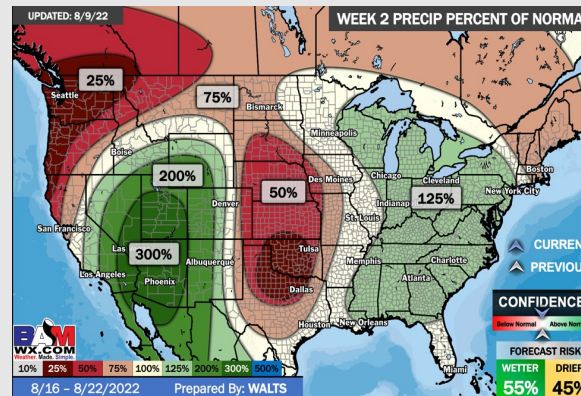 UPDATED: 8/9/22
WEEK 2 PRECIP PERCENT OF NORMA
25%
Seattle
75%
Bismarck
Minneapolis
Boise
200%
50%
Des Moines
Chicago
Cleveland
Boston
New York City
Denver
Indianap
125%
San Francisco
St. Louis
300%
Las
Tulsa
Memphis
Charlotte
CURREN
Los Angeles
Albuquerque
Phoenix
Atlanta
PREVIOU
Dallas
CONFIDENCE
Houston
New Orleans
Below Normal
Above Norm
BAM
WX.COM
Weather. Made. Simple.
Miami
FORECAST RISK
10% 25% 50% 75% 100% 125% 200% 300% 500%
WETTER
DRIER
8/16 – 8/22/2022
Prepared By: WALTS
55%
45%